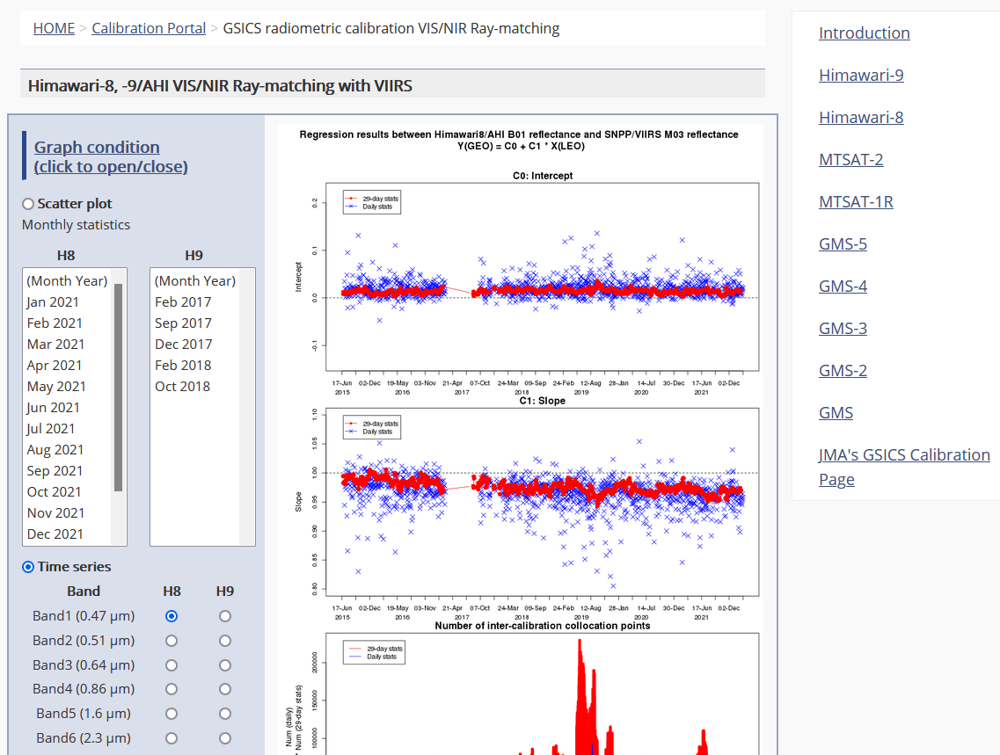 HOME > Calibration Portal > GSICS radiometric calibration VIS/NIR Ray-matching
Himawari-8, -9/AHI VIS/NIR Ray-matching with VIIRS
Graph condition
(click to open/close)
Scatter plot
Monthly statistics
H8 H9
(Month Year) (Month Year)
Jan 2021 Feb 2017
Feb 2021 Sep 2017
Mar 2021 Dec 2017
Apr 2021 Feb 2018
May 2021 Oct 2018
Jun 2021
Jul 2021
Aug 2021
Sep 2021
Oct 2021
Nov 2021
Dec 2021
Time series
Band H8 H9
Band1 (0.47 μm)
Band2 (0.51 μm)
Band3 (0.64 μm)
Band4 (0.86 μm)
Band5 (1.6 μm)
Band6 (2.3 μm)
Regression results between Himawari8/AHI B01 reflectance and SNPP/VIIRS M03 reflectance
Y(GEO) = C0 + C1 * X(LEO)
C0: Intercept
29-day stats
Daily stats
Intercept
0.2
0.1
0.0
-0.1
17-Jun 02-Dec 19-May 03-Nov 21-Apr 07-Oct 24-Mar 09-Sep 24-Feb 12-Aug 28-Jan 14-Jul 30-Dec 17-Jun 02-Dec
2015 2016 2017 2018 2019 2020 2021
C1: Slope
29-day stats
Daily stats
Slope
1.10
1.05
1.00
0.95
0.90
0.85
0.80
17-Jun 02-Dec 19-May 03-Nov 21-Apr 07-Oct 24-Mar 09-Sep 24-Feb 12-Aug 28-Jan 14-Jul 30-Dec 17-Jun 02-Dec
2015 2016 2017 2018 2019 2020 2021
Number of inter-calibration collocation points
29-day stats
Daily stats
Num (daily)
* Num (29-day stats)
200000
150000
100000
Introduction
Himawari-9
Himawari-8
MTSAT-2
MTSAT-1R
GMS-5
GMS-4
GMS-3
GMS-2
GMS
JMA's GSICS Calibration
Page